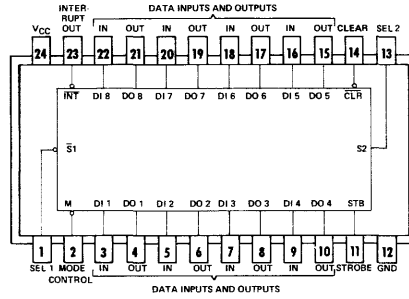 DATA INPUTS AND OUTPUTS
INTER-
RUPT
VCC OUT IN OUT IN OUT IN OUT IN OUT CLEAR SEL 2
24 23 22 21 20 19 18 17 16 15 14 13
INT DI 8 DO 8 DI 7 DO 7 DI 6 DO 6 DI 5 DO 5 CLR
S1 S2
M DI 1 DO 1 DI 2 DO 2 DI 3 DO 3 DI 4 DO 4 STB
1 2 3 4 5 6 7 8 9 10 11 12
SEL 1 MODE IN OUT IN OUT IN OUT IN OUT STROBE GND
CONTROL
DATA INPUTS AND OUTPUTS